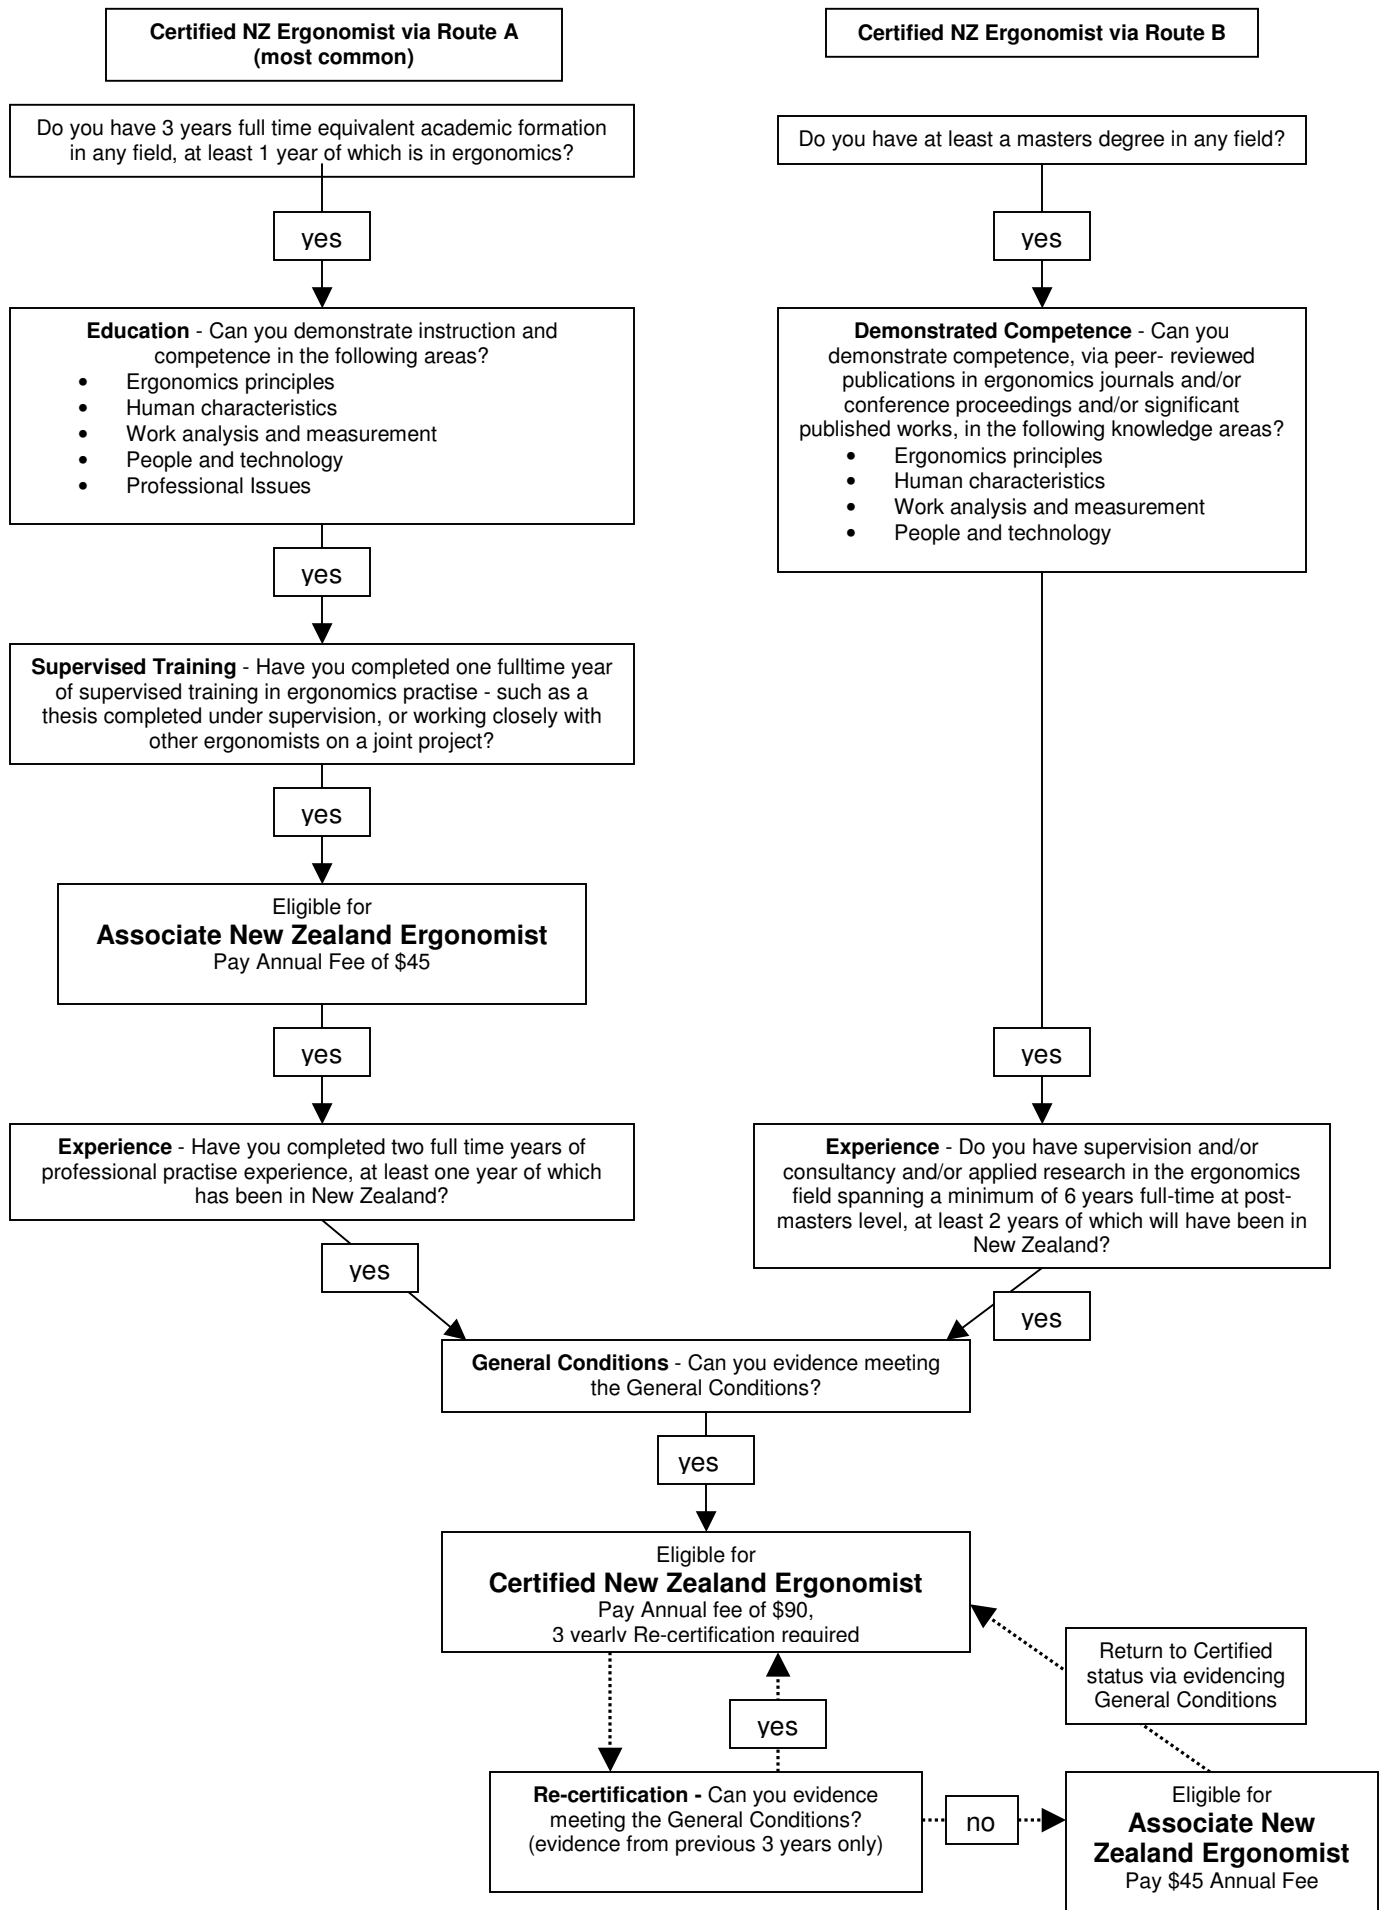 Certified NZ Ergonomist via Route A
(most common)
Do you have 3 years full time equivalent academic formation
in any field, at least 1 year of which is in ergonomics?
yes
Education - Can you demonstrate instruction and
competence in the following areas?
• Ergonomics principles
• Human characteristics
• Work analysis and measurement
• People and technology
• Professional Issues
yes
Supervised Training - Have you completed one fulltime year
of supervised training in ergonomics practise - such as a
thesis completed under supervision, or working closely with
other ergonomists on a joint project?
yes
Eligible for
Associate New Zealand Ergonomist
Pay Annual Fee of $45
yes
Experience - Have you completed two full time years of
professional practise experience, at least one year of which
has been in New Zealand?
yes
Certified NZ Ergonomist via Route B
Do you have at least a masters degree in any field?
yes
Demonstrated Competence - Can you
demonstrate competence, via peer- reviewed
publications in ergonomics journals and/or
conference proceedings and/or significant
published works, in the following knowledge areas?
• Ergonomics principles
• Human characteristics
• Work analysis and measurement
• People and technology
yes
Experience - Do you have supervision and/or
consultancy and/or applied research in the ergonomics
field spanning a minimum of 6 years full-time at post-
masters level, at least 2 years of which will have been in
New Zealand?
yes
General Conditions - Can you evidence meeting
the General Conditions?
yes
Eligible for
Certified New Zealand Ergonomist
Pay Annual fee of $90,
3 yearly Re-certification required
yes
Re-certification - Can you evidence
meeting the General Conditions?
(evidence from previous 3 years only)
no
Eligible for
Associate New
Zealand Ergonomist
Pay $45 Annual Fee
Return to Certified
status via evidencing
General Conditions